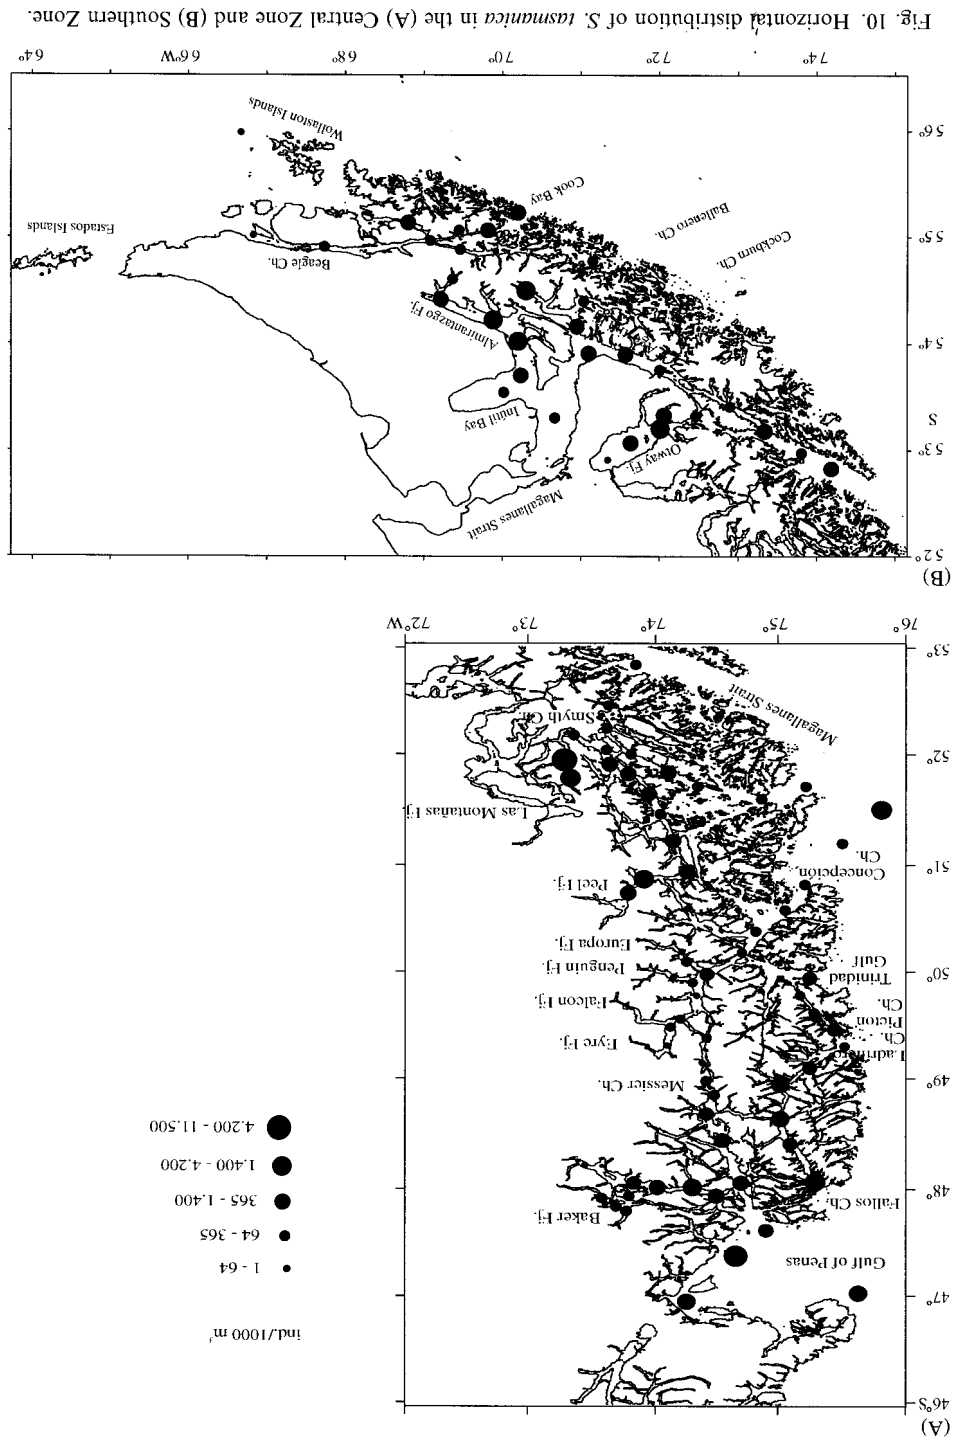 (A)
46°S
47°
48°
49°
50°
51°
52°
53°
76°
75°
74°
73°
72°W
Gulf of Penas
Baker Fj.
Fallos Ch.
Messier Ch.
Ladrillero
Ch.
Picton
Ch.
Eyre Fj.
Falcon Fj.
Penguin Fj.
Europa Fj.
Trinidad
Gulf
Peel Fj.
Concepción
Ch.
Las Montañas Fj
Smyth Ch.
Magallanes Strait
ind./1000 m³
1 - 64
64 - 365
365 - 1.400
1.400 - 4.200
4.200 - 11.500
(B)
52°
53°
S
54°
55°
56°
74°
72°
70°
68°
66°W
64°
Magallanes Strait
Otway Fj.
Inútil Bay
Almirantazgo Fj.
Cockburn Ch.
Ballenero Ch.
Beagle Ch.
Cook Bay
Estados Islands
Wollaston Islands
Fig. 10. Horizontal distribution of S. tasmanica in the (A) Central Zone and (B) Southern Zone.